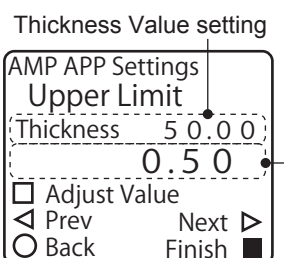 Thickness Value setting
AMP APP Settings
Upper Limit
Thickness 50.00
0.50
Adjust Value
Prev Next
Back Finish